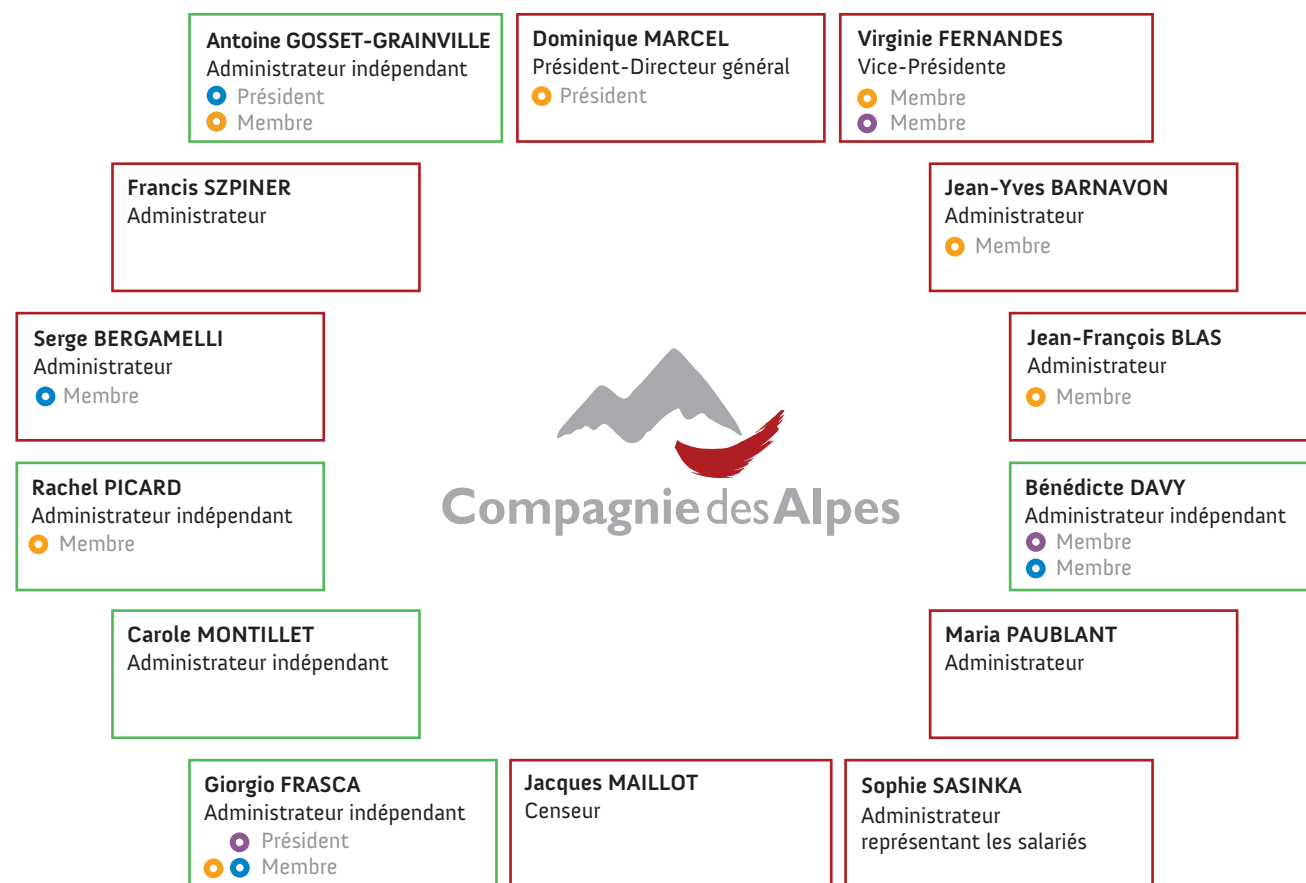 Antoine GOSSET-GRAINVILLE
Administrateur indépendant
Président
Membre
Dominique MARCEL
Président-Directeur général
Président
Virginie FERNANDES
Vice-Présidente
Membre
Membre
Francis SZPINER
Administrateur
Jean-Yves BARNAVON
Administrateur
Membre
Serge BERGAMELLI
Administrateur
Membre
Jean-François BLAS
Administrateur
Membre
Compagnie des Alpes
Rachel PICARD
Administrateur indépendant
Membre
Bénédicte DAVY
Administrateur indépendant
Membre
Membre
Carole MONTILLET
Administrateur indépendant
Maria PAUBLANT
Administrateur
Giorgio FRASCA
Administrateur indépendant
Président
Membre
Jacques MAILLOT
Censeur
Sophie SASINKA
Administrateur
représentant les salariés